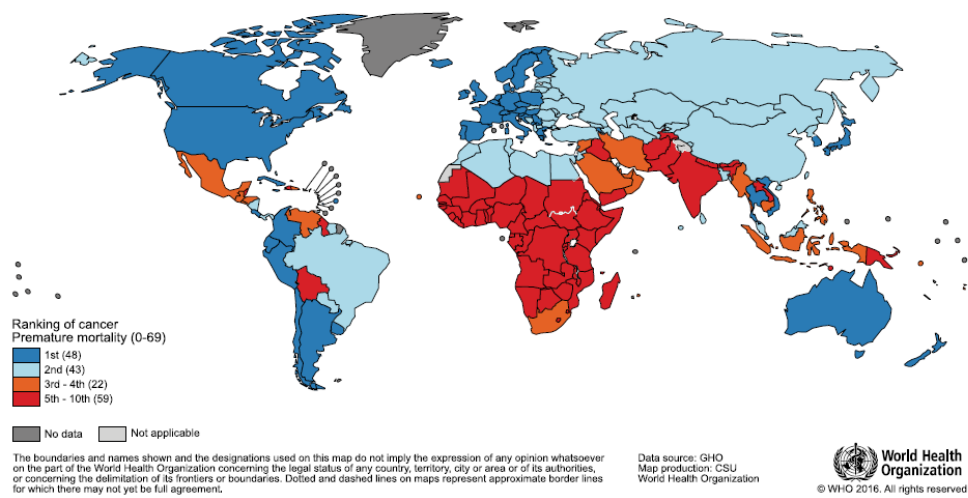 Ranking of cancer
Premature mortality (0-69)
1st (48)
2nd (43)
3rd - 4th (22)
5th - 10th (59)
No data
Not applicable
The boundaries and names shown and the designations used on this map do not imply the expression of any opinion whatsoever
on the part of the World Health Organization concerning the legal status of any country, territory, city or area or of its authorities,
or concerning the delimitation of its frontiers or boundaries. Dotted and dashed lines on maps represent approximate border lines
for which there may not yet be full agreement.
Data source: GHO
Map production: CSU
World Health Organization
World Health
Organization
© WHO 2016. All rights reserved